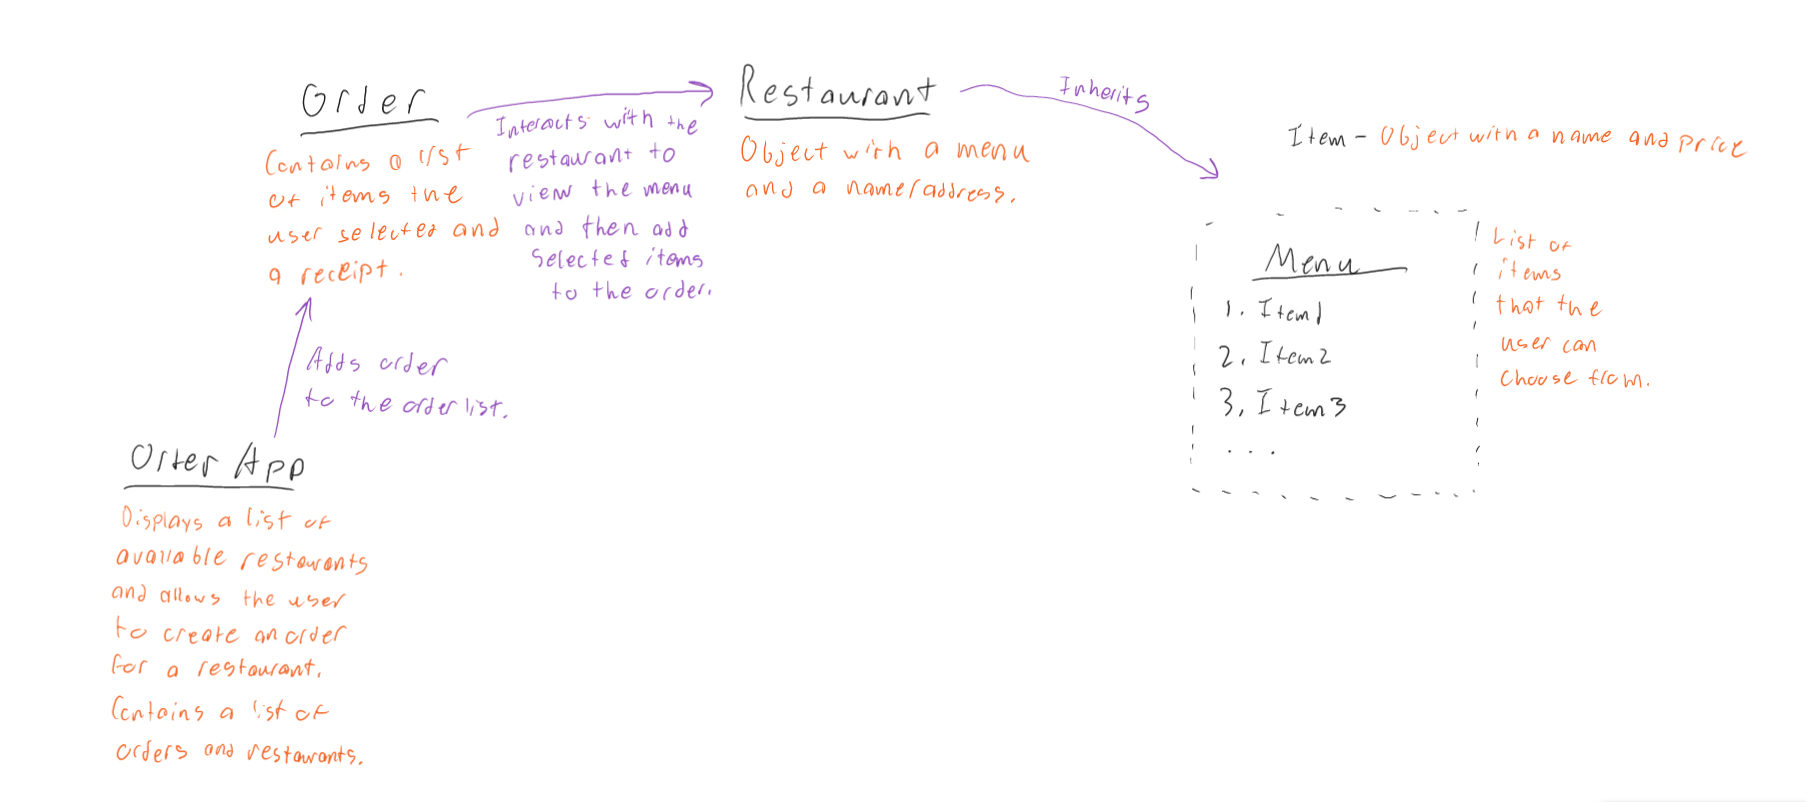 Order
Contains a list
of items the
user selected and
a receipt.
Interacts with the
restaurant to
view the menu
and then add
selected items
to the order.
Restaurant
Object with a menu
and a name/address.
Inherits
Item - Object with a name and price
Menu
1. Item1
2. Item2
3. Item3
...
List of
items
that the
user can
choose from.
Adds order
to the order list.
Order App
Displays a list of
available restaurants
and allows the user
to create an order
for a restaurant.
Contains a list of
orders and restaurants.